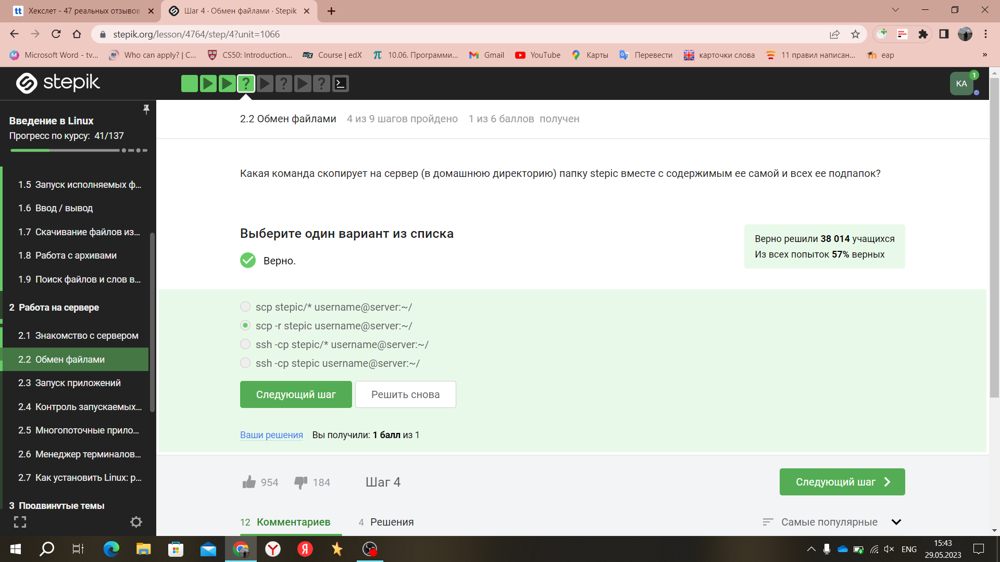 Хекслет - 47 реальных отзывов
Шаг 4 · Обмен файлами · Stepik
stepik.org/lesson/4764/step/4?unit=1066
Microsoft Word - tv...
Who can apply? | C...
CS50: Introduction...
edX
Course | edX
10.06. Программи...
Gmail
YouTube
Карты
Перевести
карточки слова
11 правил написан...
eap
»
stepik
KA
1
Введение в Linux
Прогресс по курсу: 41/137
1.5 Запуск исполняемых ф...
1.6 Ввод / вывод
1.7 Скачивание файлов из...
1.8 Работа с архивами
1.9 Поиск файлов и слов в...
2 Работа на сервере
2.1 Знакомство с сервером
2.2 Обмен файлами
2.3 Запуск приложений
2.4 Контроль запускаемых...
2.5 Многопоточные прило...
2.6 Менеджер терминалов...
2.7 Как установить Linux: р...
3 Продвинутые темы
2.2 Обмен файлами 4 из 9 шагов пройдено 1 из 6 баллов получен
Какая команда скопирует на сервер (в домашнюю директорию) папку stepic вместе с содержимым ее самой и всех ее подпапок?
Выберите один вариант из списка
Верно.
Верно решили 38 014 учащихся
Из всех попыток 57% верных
scp stepic/* username@server:~/
scp -r stepic username@server:~/
ssh -cp stepic/* username@server:~/
ssh -cp stepic username@server:~/
Следующий шаг
Решить снова
Ваши решения Вы получили: 1 балл из 1
954
184
Шаг 4
Следующий шаг
12 Комментариев
4 Решения
Самые популярные
ENG
15:43
29.05.2023